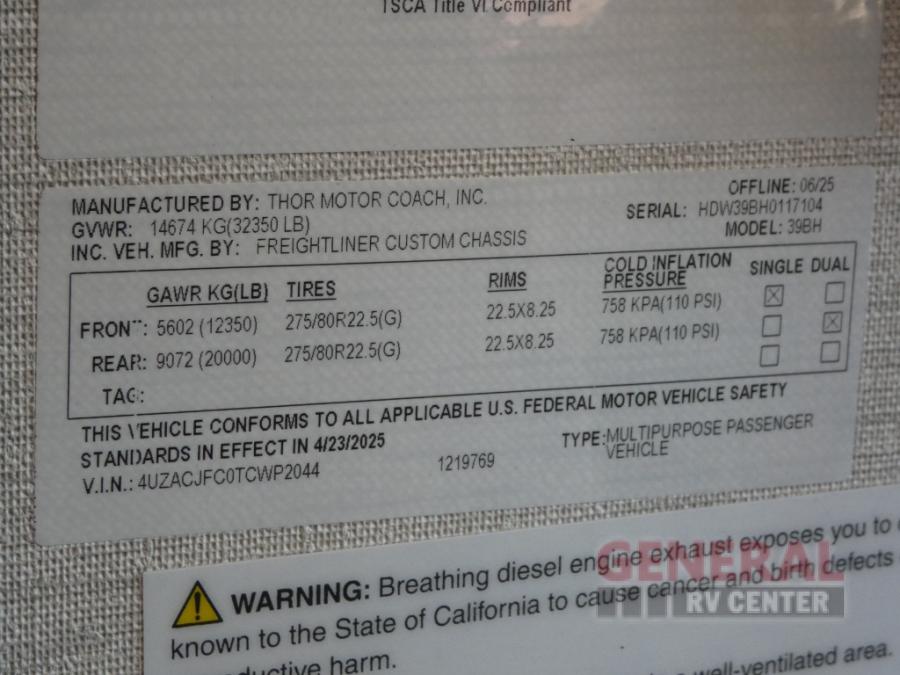 TSCA Title VI Compliant
MANUFACTURED BY: THOR MOTOR COACH, INC.
OFFLINE: 06/25
GVWR: 14674 KG(32350 LB)
SERIAL: HDW39BH0117104
INC. VEH. MFG. BY: FREIGHTLINER CUSTOM CHASSIS
MODEL: 39BH
GAWR KG(LB) TIRES RIMS COLD INFLATION PRESSURE SINGLE DUAL
FRONT: 5602 (12350) 275/80R22.5(G) 22.5X8.25 758 KPA(110 PSI) ☒ ☐
REAR: 9072 (20000) 275/80R22.5(G) 22.5X8.25 758 KPA(110 PSI) ☐ ☒
TAG: ☐ ☐
THIS VEHICLE CONFORMS TO ALL APPLICABLE U.S. FEDERAL MOTOR VEHICLE SAFETY
STANDARDS IN EFFECT IN 4/23/2025
TYPE: MULTIPURPOSE PASSENGER
VEHICLE
V.I.N.: 4UZACJFC0TCWP2044 1219769
WARNING: Breathing diesel engine exhaust exposes you to
known to the State of California to cause cancer and birth defects
harm.
well-ventilated area.
GENERAL
RV CENTER